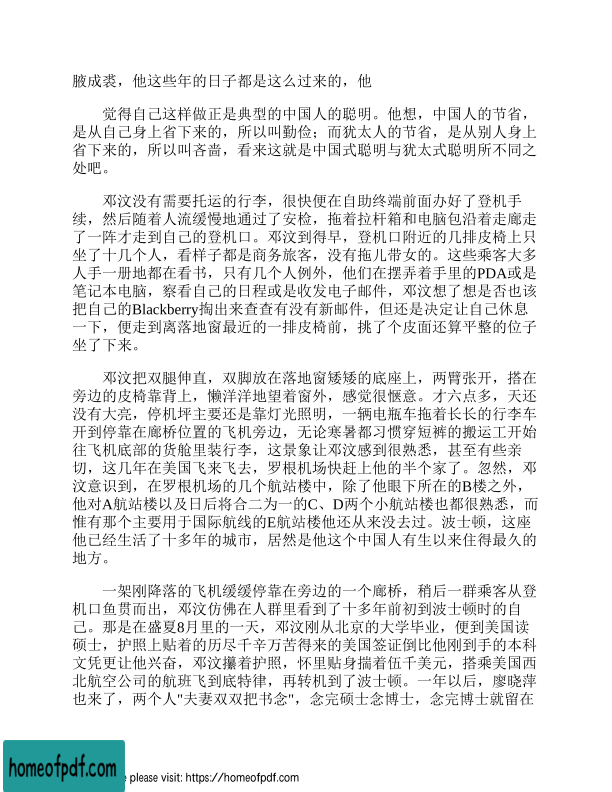 腋成裘，他这些年的日子都是这么过来的，他
觉得自己这样做正是典型的中国人的聪明。他想，中国人的节省，
是从自己身上省下来的，所以叫勤俭；而犹太人的节省，是从别人身上
省下来的，所以叫吝啬，看来这就是中国式聪明与犹太式聪明所不同之
处吧。
邓汶没有需要托运的行李，很快便在自助终端前面办好了登机手
续，然后随着人流缓慢地通过了安检，拖着拉杆箱和电脑包沿着走廊走
了一阵才走到自己的登机口。邓汶到得早，登机口附近的几排皮椅上只
坐了十几个人，看样子都是商务旅客，没有拖儿带女的。这些乘客大多
人手一册地都在看书，只有几个人例外，他们在摆弄着手里的PDA或是
笔记本电脑，察看自己的日程或是收发电子邮件，邓汶想了想是否也该
把自己的Blackberry掏出来查查有没有新邮件，但还是决定让自己休息
一下，便走到离落地窗最近的一排皮椅前，挑了个皮面还算平整的位子
坐了下来。
邓汶把双腿伸直，双脚放在落地窗矮矮的底座上，两臂张开，搭在
旁边的皮椅靠背上，懒洋洋地望着窗外，感觉很惬意。才六点多，天还
没有大亮，停机坪主要还是靠灯光照明，一辆电瓶车拖着长长的行李车
开到停靠在廊桥位置的飞机旁边，无论寒暑都习惯穿短裤的搬运工开始
往飞机底部的货舱里装行李，这景象让邓汶感到很熟悉，甚至有些亲
切，这几年在美国飞来飞去，罗根机场快赶上他的半个家了。忽然，邓
汶意识到，在罗根机场的几个航站楼中，除了他眼下所在的B楼之外，
他对A航站楼以及日后将合二为一的C、D两个小航站楼也都很熟悉，而
惟有那个主要用于国际航线的E航站楼他还从来没去过。波士顿，这座
他已经生活了十多年的城市，居然是他这个中国人有生以来住得最久的
地方。
一架刚降落的飞机缓缓停靠在旁边的一个廊桥，稍后一群乘客从登
机口鱼贯而出，邓汶仿佛在人群里看到了十多年前初到波士顿时的自
己。那是在盛夏8月里的一天，邓汶刚从北京的大学毕业，便到美国读
硕士，护照上贴着的历尽千辛万苦得来的美国签证倒比他刚到手的本科
文凭更让他兴奋，邓汶攥着护照，怀里贴身揣着伍千美元，搭乘美国西
北航空公司的航班飞到底特律，再转机到了波士顿。一年以后，廖晓萍
也来了，两个人"夫妻双双把书念"，念完硕士念博士，念完博士就留在
homeofpdf.com
e please visit: https://homeofpdf.com